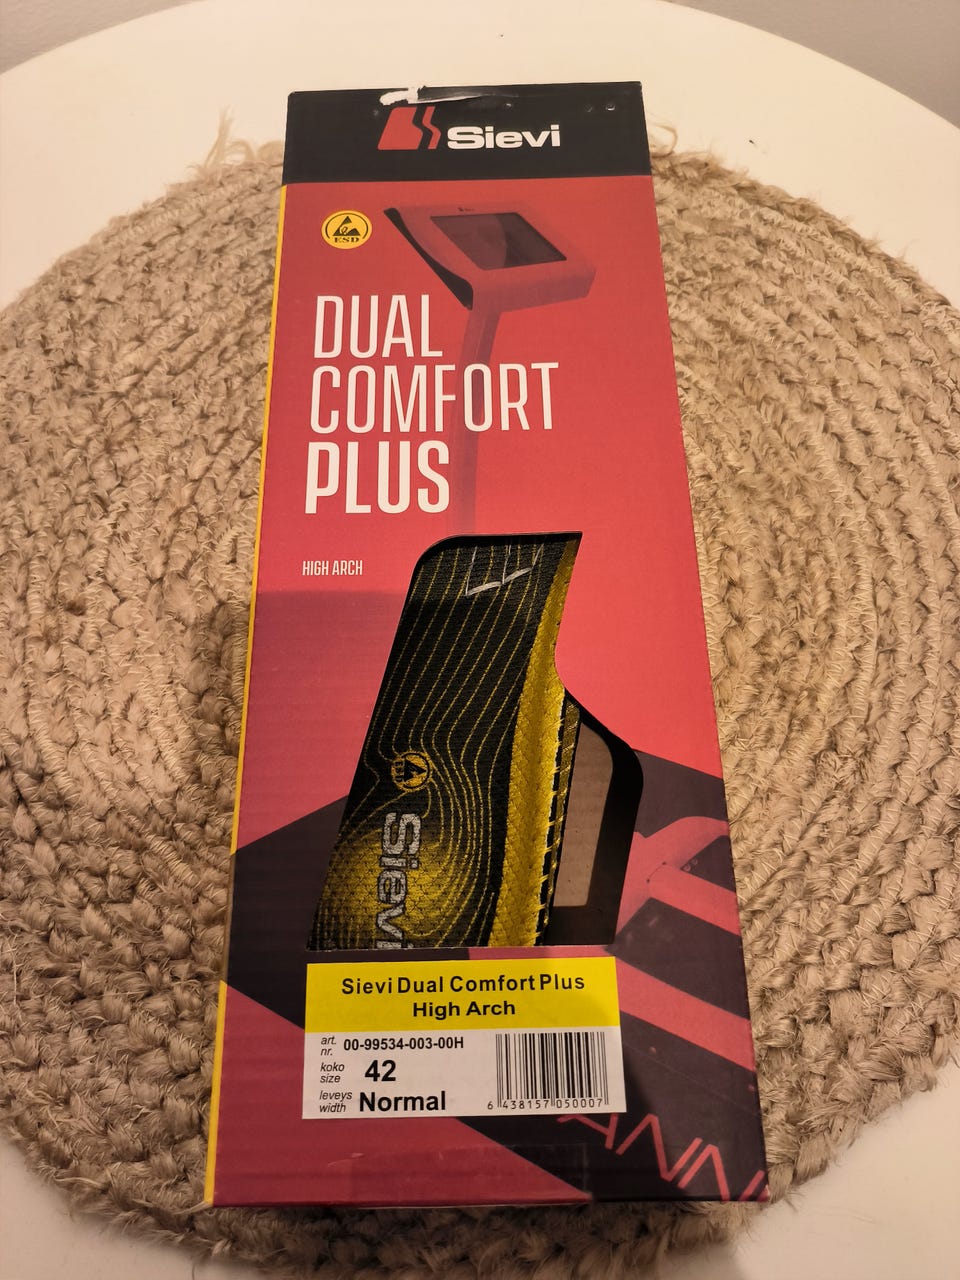 Sievi
ESD
DUAL
COMFORT
PLUS
HIGH ARCH
Sievi
Sievi Dual Comfort Plus
High Arch
art.
nr. 00-99534-003-00H
koko
size 42
leveys
width Normal
6 438157 050007
ANN